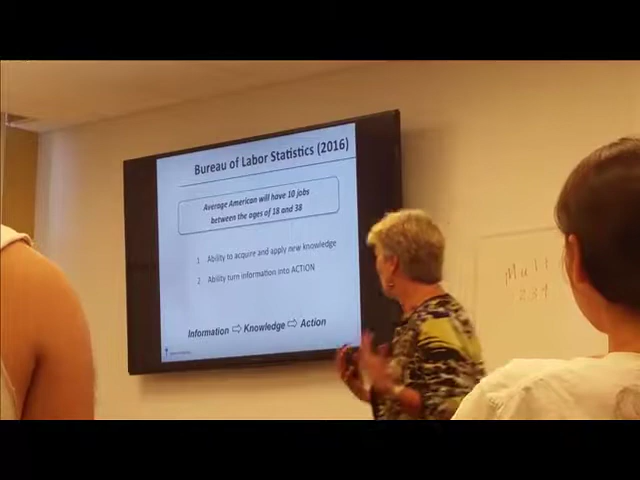 Bureau of Labor Statistics (2016)
Average American will have 10 jobs
between the ages of 18 and 38
1 Ability to acquire and apply new knowledge
2 Ability turn information into ACTION
Information ⇨ Knowledge ⇨ Action